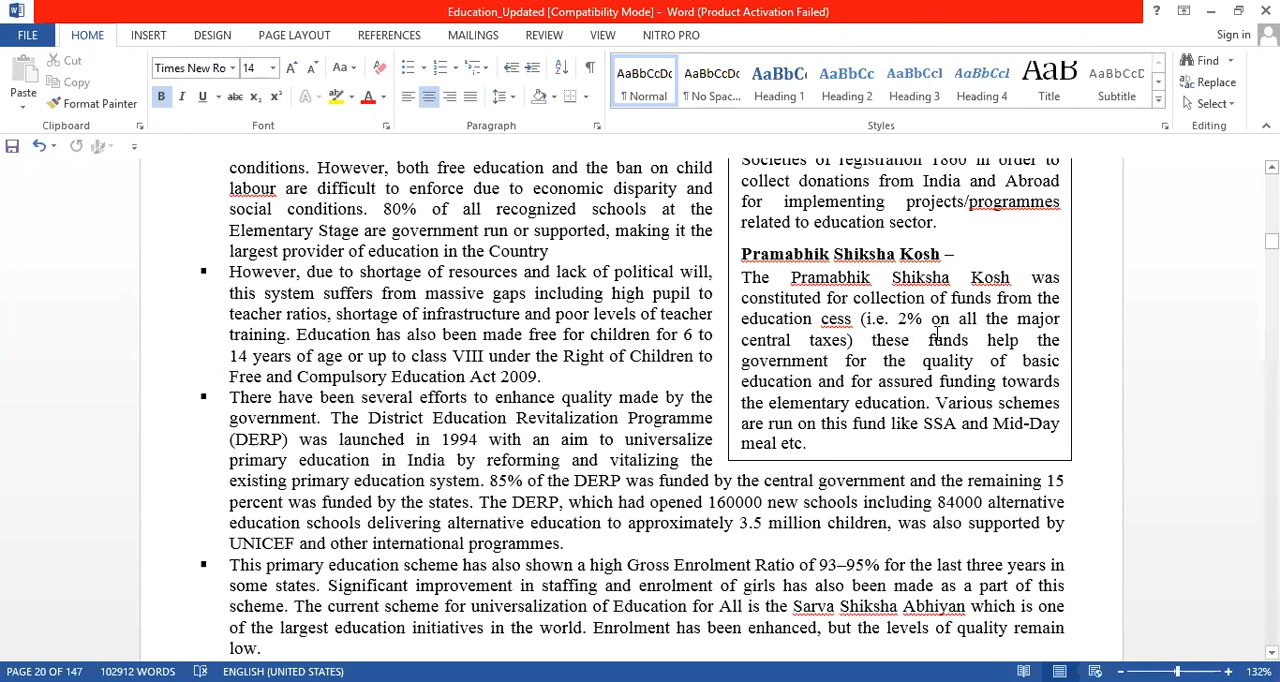 Education_Updated [Compatibility Mode] - Word (Product Activation Failed)
FILE HOME INSERT DESIGN PAGE LAYOUT REFERENCES MAILINGS REVIEW VIEW NITRO PRO Sign in
Paste
Cut
Copy
Format Painter
Clipboard
Times New Ro 14
Font
Paragraph
AaBbCcDc AaBbCcDc AaBbC AaBbCc AaBbCcI AaBbCcI AaB AaBbCcD
¶ Normal ¶ No Spac... Heading 1 Heading 2 Heading 3 Heading 4 Title Subtitle
Styles
Find
Replace
Select
Editing
conditions. However, both free education and the ban on child
labour are difficult to enforce due to economic disparity and
social conditions. 80% of all recognized schools at the
Elementary Stage are government run or supported, making it the
largest provider of education in the Country
▪ However, due to shortage of resources and lack of political will,
this system suffers from massive gaps including high pupil to
teacher ratios, shortage of infrastructure and poor levels of teacher
training. Education has also been made free for children for 6 to
14 years of age or up to class VIII under the Right of Children to
Free and Compulsory Education Act 2009.
▪ There have been several efforts to enhance quality made by the
government. The District Education Revitalization Programme
(DERP) was launched in 1994 with an aim to universalize
primary education in India by reforming and vitalizing the
existing primary education system. 85% of the DERP was funded by the central government and the remaining 15
percent was funded by the states. The DERP, which had opened 160000 new schools including 84000 alternative
education schools delivering alternative education to approximately 3.5 million children, was also supported by
UNICEF and other international programmes.
▪ This primary education scheme has also shown a high Gross Enrolment Ratio of 93–95% for the last three years in
some states. Significant improvement in staffing and enrolment of girls has also been made as a part of this
scheme. The current scheme for universalization of Education for All is the Sarva Shiksha Abhiyan which is one
of the largest education initiatives in the world. Enrolment has been enhanced, but the levels of quality remain
low.
Societies of registration 1860 in order to
collect donations from India and Abroad
for implementing projects/programmes
related to education sector.
Pramabhik Shiksha Kosh –
The Pramabhik Shiksha Kosh was
constituted for collection of funds from the
education cess (i.e. 2% on all the major
central taxes) these funds help the
government for the quality of basic
education and for assured funding towards
the elementary education. Various schemes
are run on this fund like SSA and Mid-Day
meal etc.
PAGE 20 OF 147 102912 WORDS ENGLISH (UNITED STATES) 132%